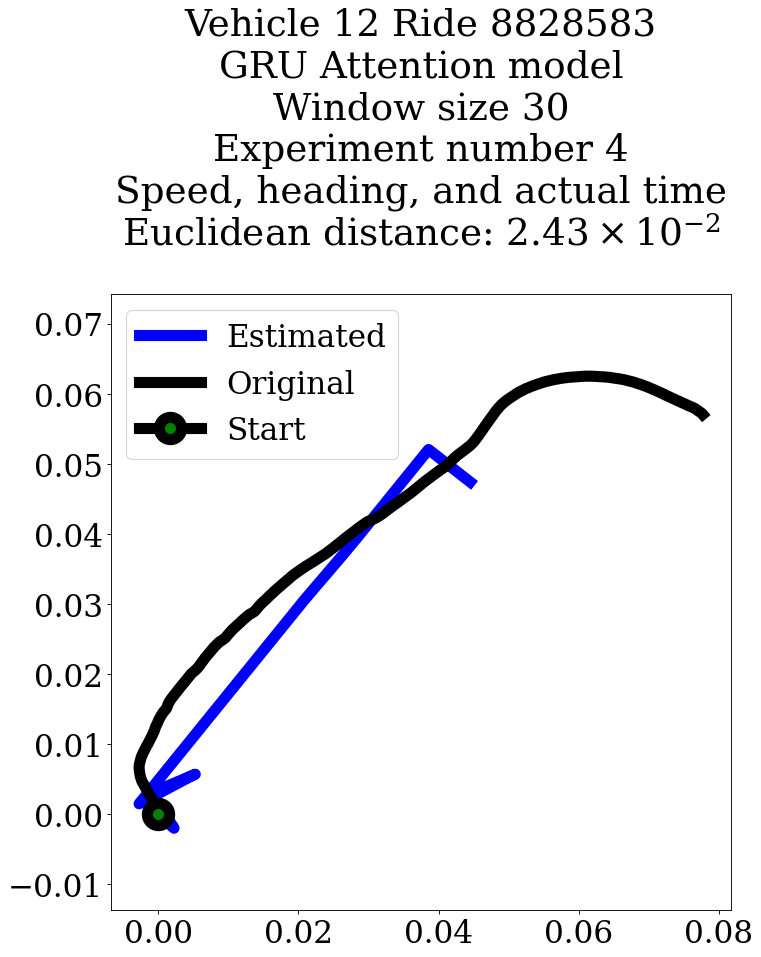 Vehicle 12 Ride 8828583
GRU Attention model
Window size 30
Experiment number 4
Speed, heading, and actual time
Euclidean distance: 2.43 × 10⁻²
0.07
0.06
0.05
0.04
0.03
0.02
0.01
0.00
−0.01
Estimated
Original
Start
0.00 0.02 0.04 0.06 0.08